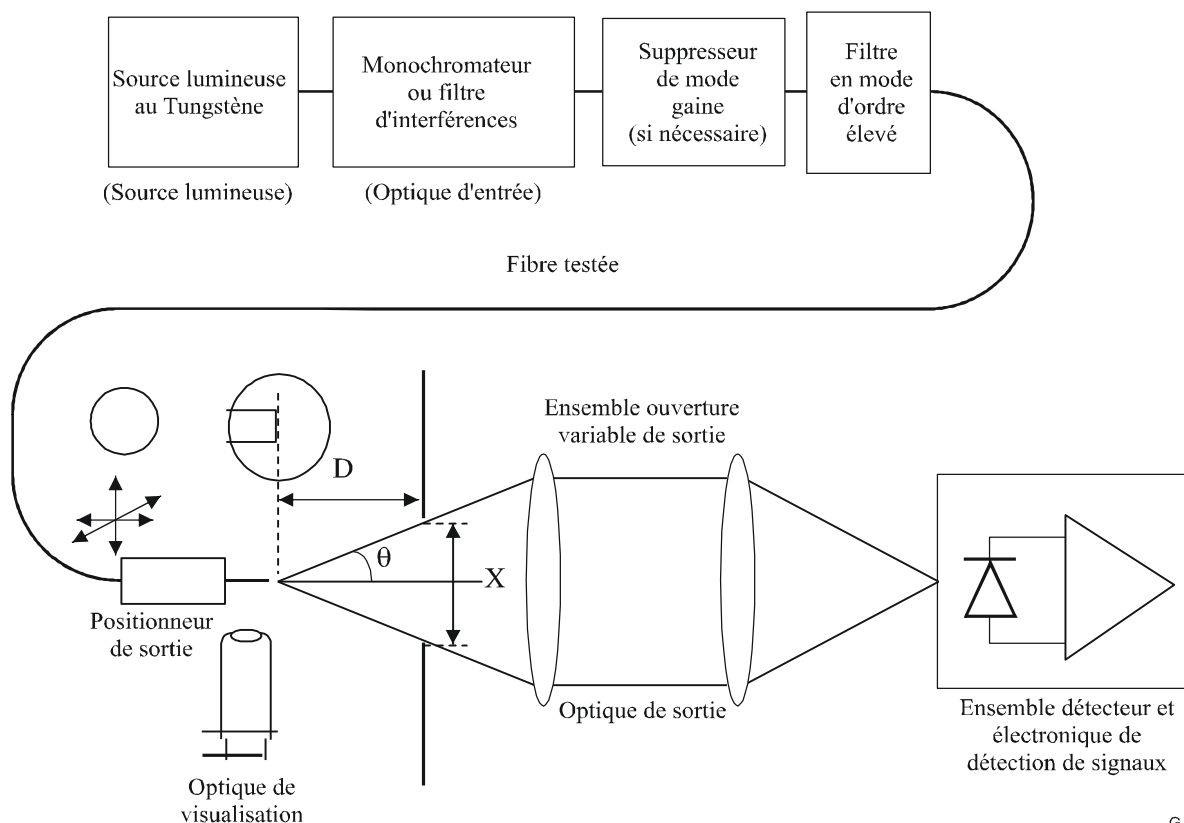 Source lumineuse
au Tungstène
(Source lumineuse)
Monochromateur
ou filtre
d'interférences
(Optique d'entrée)
Suppresseur
de mode
gaine
(si nécessaire)
Filtre
en mode
d'ordre
élevé
Fibre testée
D
θ
X
Ensemble ouverture
variable de sortie
Positionneur
de sortie
Optique de sortie
Optique de
visualisation
Ensemble détecteur et
électronique de
détection de signaux
G